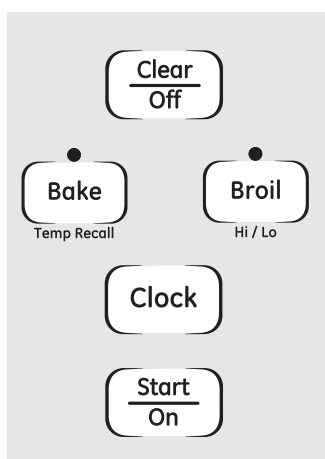 Clear
Off
Bake
Broil
Temp Recall
Hi / Lo
Clock
Start
On